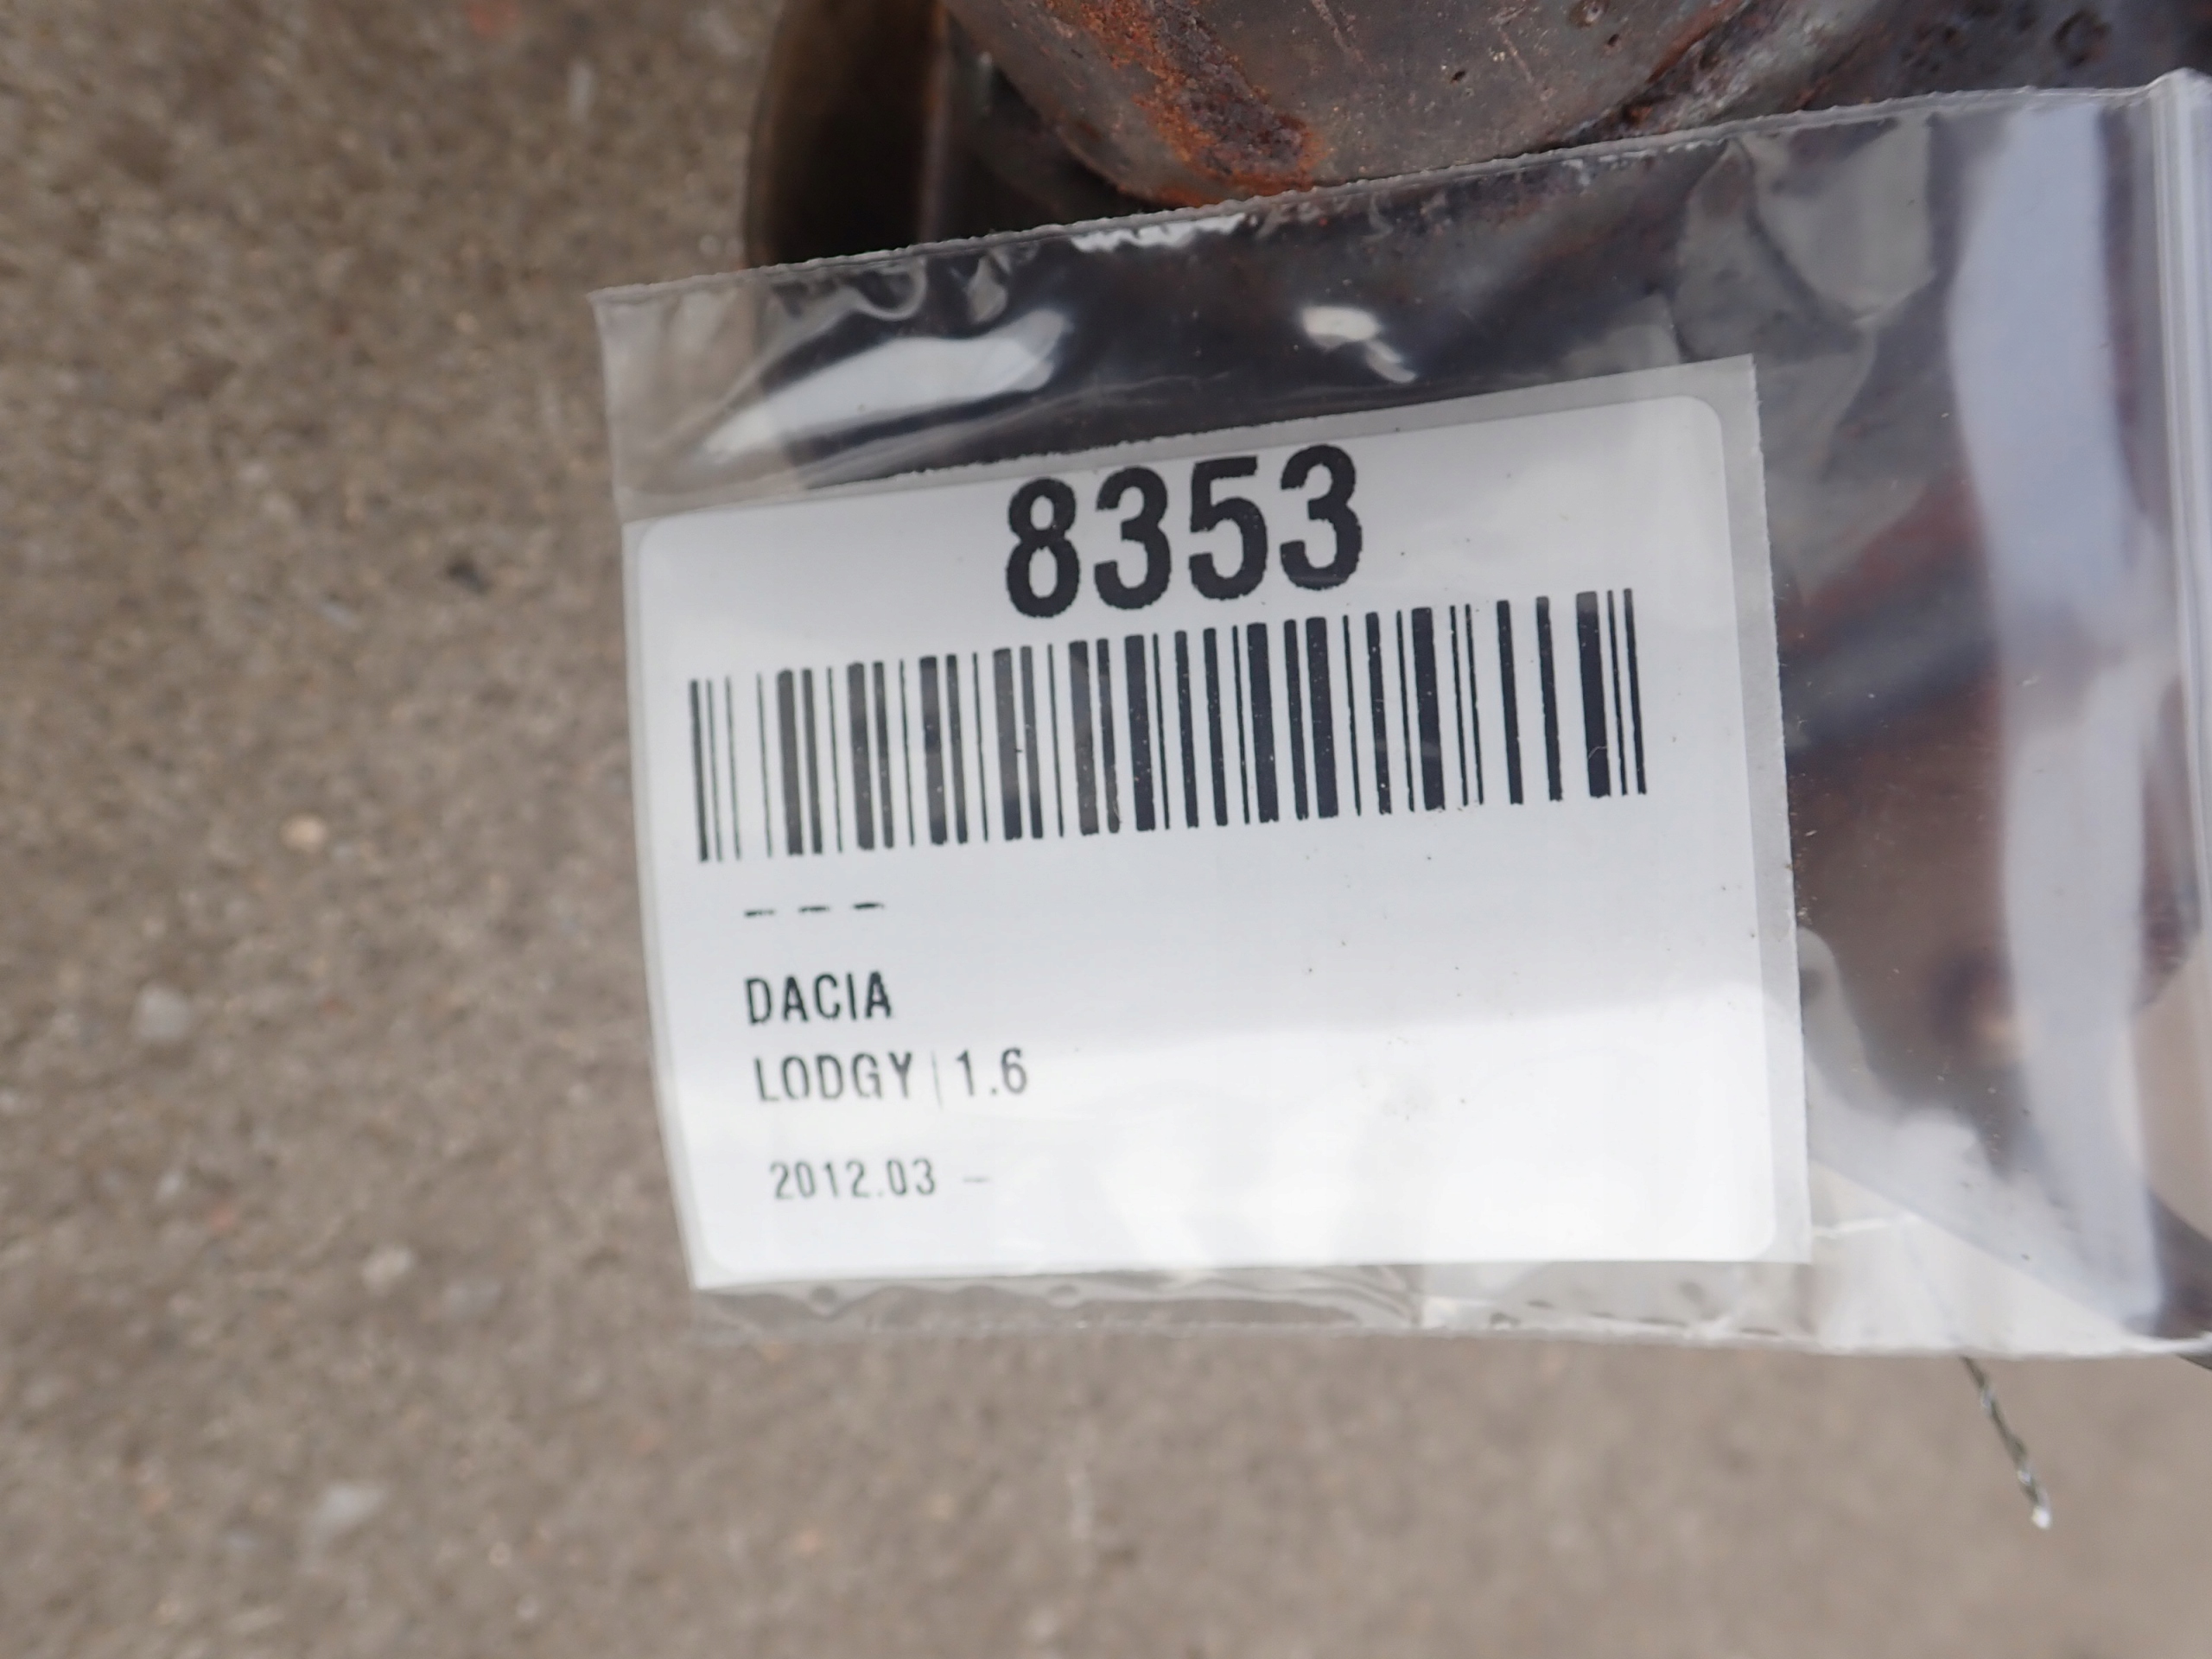 8353
- - -
DACIA
LODGY | 1.6
2012.03 -